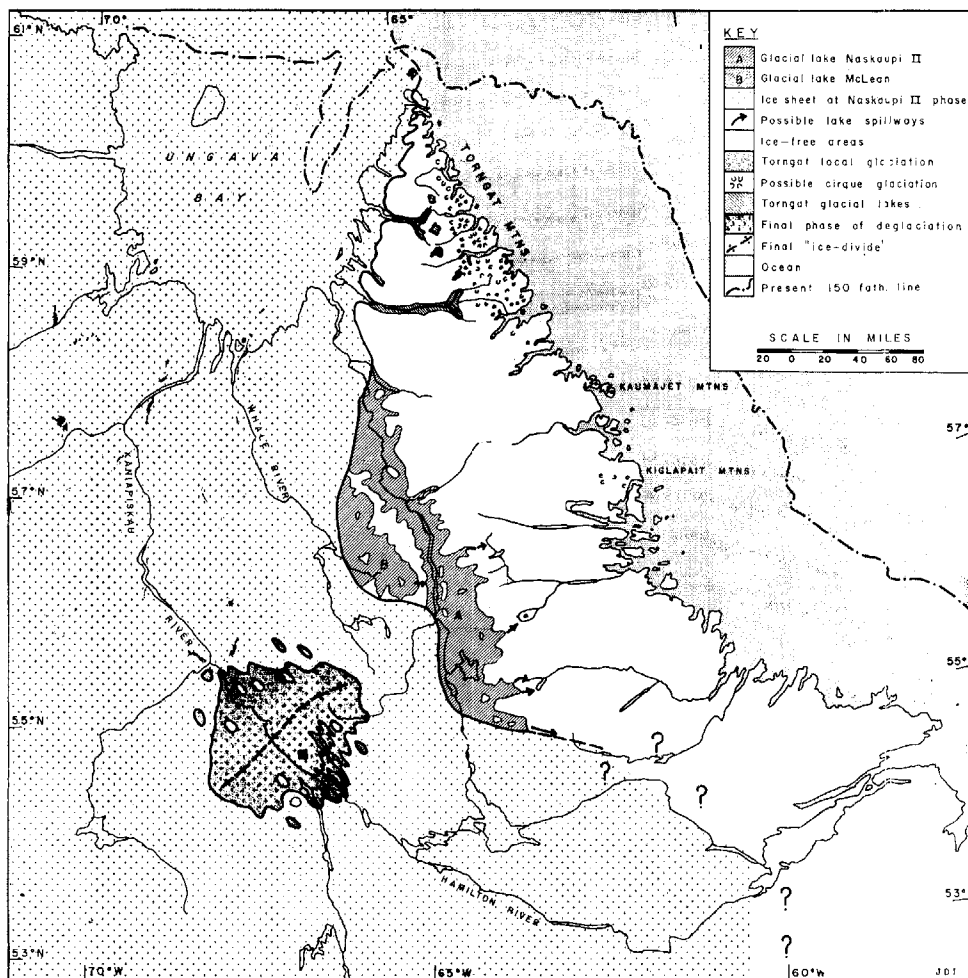 70°
65°
61°N
KEY
A Glacial lake Naskaupi II
B Glacial lake McLean
Ice sheet at Naskaupi II phase
Possible lake spillways
Ice-free areas
Torngat local glaciation
Possible cirque glaciation
Torngat glacial lakes
Final phase of deglaciation
Final "ice-divide"
Ocean
Present 150 fath. line
SCALE IN MILES
20 0 20 40 60 80
UNGAVA
BAY
TORNGAT MTNS
59°N
KAUMAJET MTNS
57°
KIGLAPAIT MTNS
WHALE RIVER
KANIAPISKAU
RIVER
57°N
B
A
55°
55°N
?
?
?
?
HAMILTON RIVER
53°
?
?
53°N
70°W
65°W
60°W